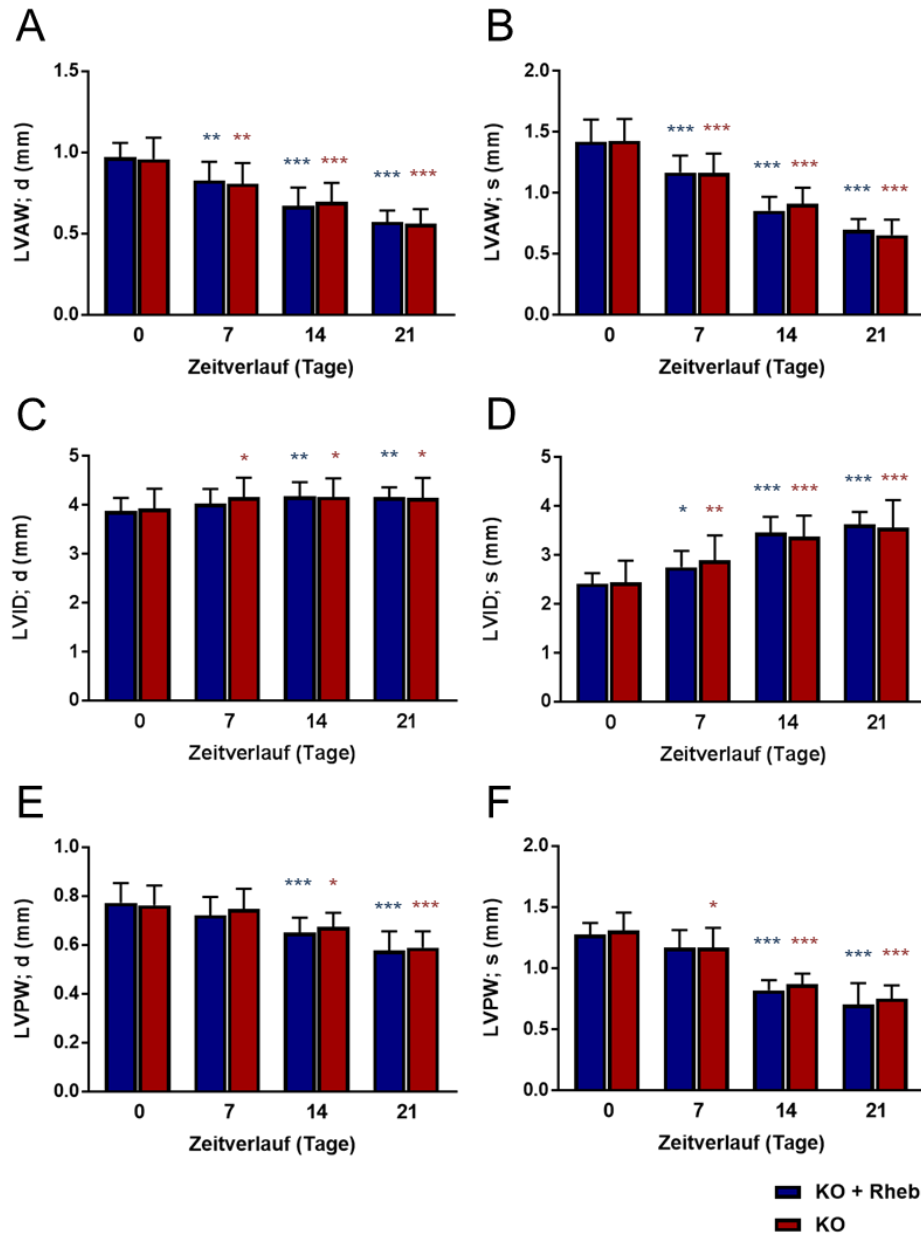 A
LVAW; d (mm)
1.5
1.0
0.5
0.0
** ** *** *** *** ***
0 7 14 21
Zeitverlauf (Tage)
B
LVAW; s (mm)
2.0
1.5
1.0
0.5
0.0
*** *** *** *** *** ***
0 7 14 21
Zeitverlauf (Tage)
C
LVID; d (mm)
5
4
3
2
1
0
* ** * ** *
0 7 14 21
Zeitverlauf (Tage)
D
LVID; s (mm)
5
4
3
2
1
0
* ** *** *** *** ***
0 7 14 21
Zeitverlauf (Tage)
E
LVPW; d (mm)
1.0
0.8
0.6
0.4
0.2
0.0
*** * *** ***
0 7 14 21
Zeitverlauf (Tage)
F
LVPW; s (mm)
2.0
1.5
1.0
0.5
0.0
* *** *** *** ***
0 7 14 21
Zeitverlauf (Tage)
KO + Rheb
KO